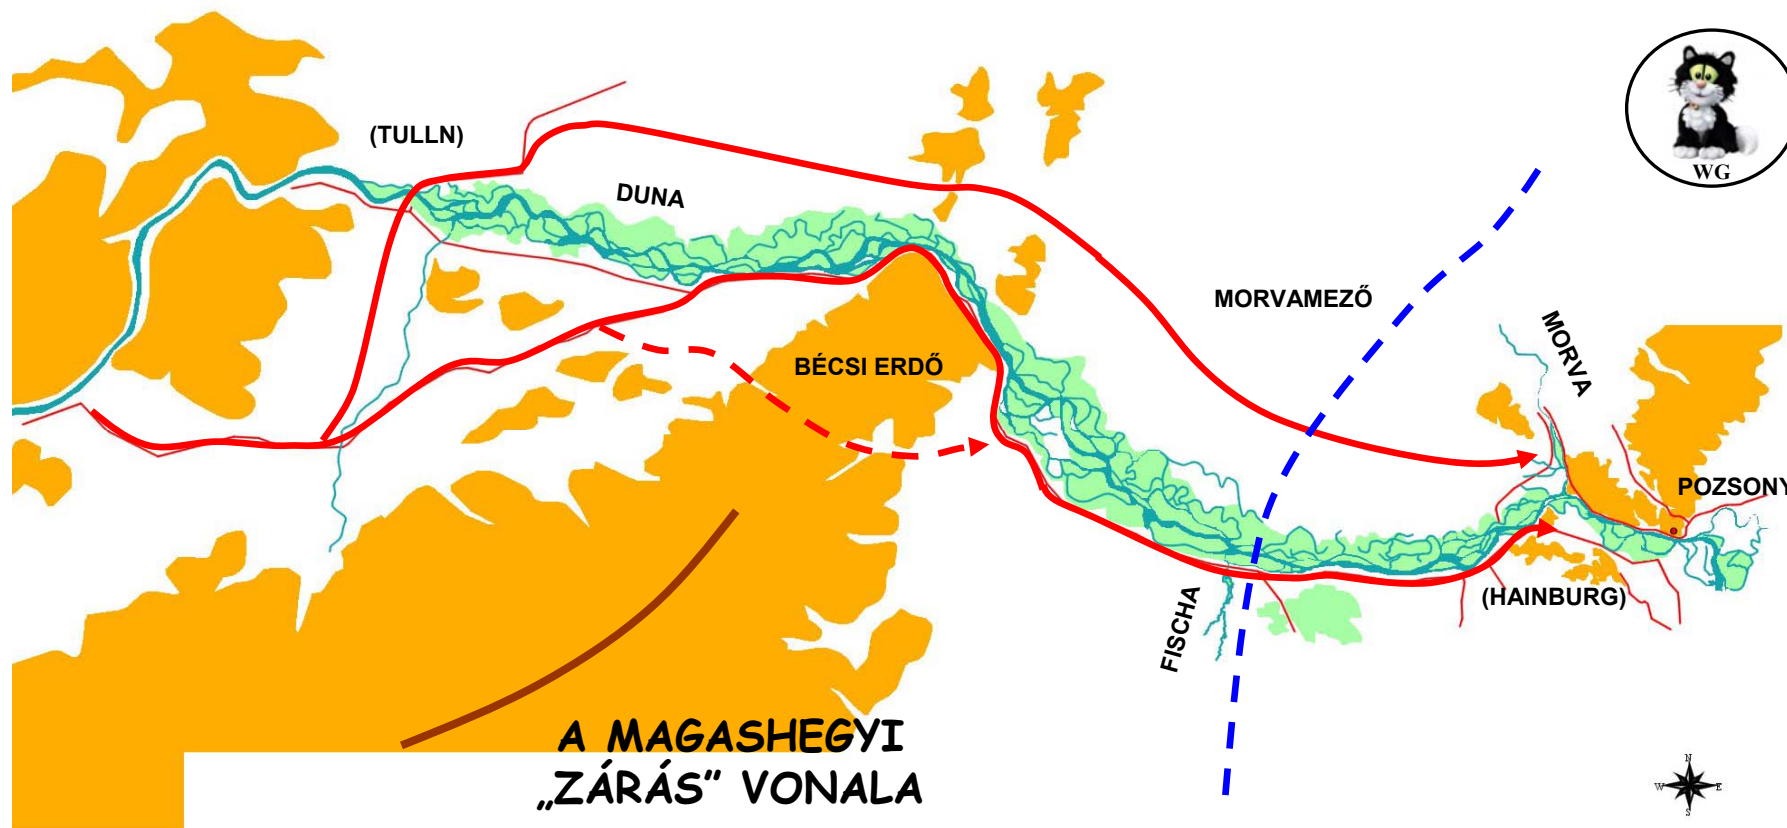 (TULLN)
DUNA
WG
MORVAMEZŐ
MORVA
BÉCSI ERDŐ
POZSONY
FISCHA
(HAINBURG)
A MAGASHEGYI
„ZÁRÁS” VONALA
N
W E
S